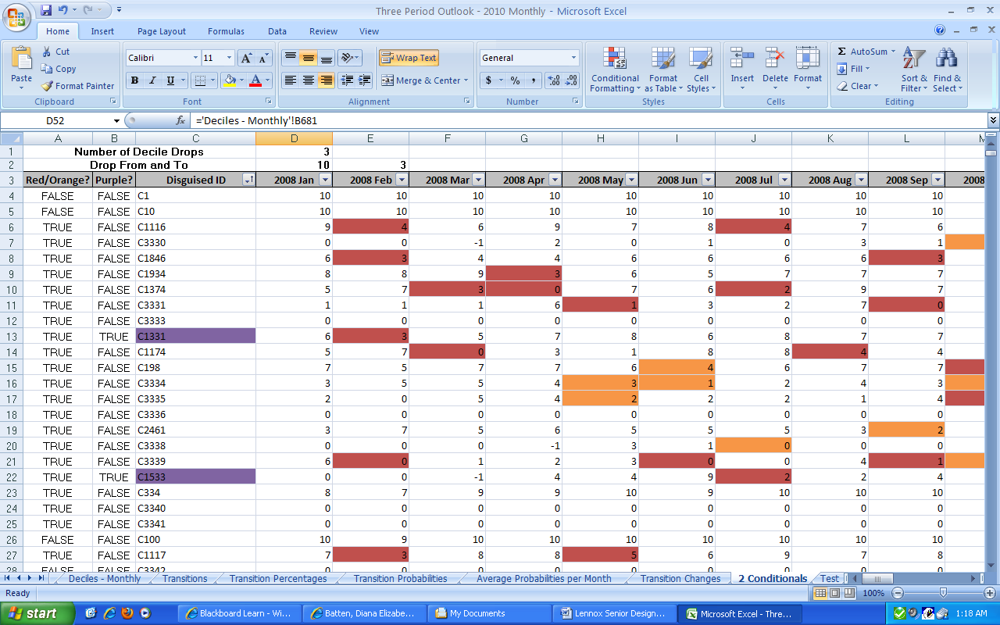 Three Period Outlook - 2010 Monthly - Microsoft Excel
Home Insert Page Layout Formulas Data Review View
Paste Cut Copy Format Painter Clipboard
Calibri 11 B I U A A A Font
Wrap Text Merge & Center Alignment
General $ % , .00 .00 Number
Conditional Formatting Format as Table Cell Styles Styles
Insert Delete Format Cells
Σ AutoSum Fill Clear Sort & Filter Find & Select Editing
D52 fx ='Deciles - Monthly'!B681
A B C D E F G H I J K L M
1 Number of Decile Drops 3
2 Drop From and To 10 3
3 Red/Orange? Purple? Disguised ID 2008 Jan 2008 Feb 2008 Mar 2008 Apr 2008 May 2008 Jun 2008 Jul 2008 Aug 2008 Sep 2008
4 FALSE FALSE C1 10 10 10 10 10 10 10 10 10
5 FALSE FALSE C10 10 10 10 10 10 10 10 10 10
6 TRUE FALSE C1116 9 4 6 9 7 8 4 7 6
7 TRUE FALSE C3330 0 0 -1 2 0 1 0 3 1
8 TRUE FALSE C1846 6 3 4 4 6 6 6 6 3
9 TRUE FALSE C1934 8 8 9 3 6 5 7 7 7
10 TRUE FALSE C1374 5 7 3 0 7 6 2 9 7
11 TRUE FALSE C3331 1 1 1 6 1 3 2 7 0
12 TRUE FALSE C3333 0 0 0 0 0 0 0 0 0
13 TRUE TRUE C1331 6 3 5 7 8 6 8 7 7
14 TRUE FALSE C1174 5 7 0 3 1 8 8 4 4
15 TRUE FALSE C198 7 5 7 7 6 4 6 7 7
16 TRUE FALSE C3334 3 5 5 4 3 1 2 4 3
17 TRUE FALSE C3335 2 0 5 4 2 2 2 1 4
18 TRUE FALSE C3336 0 0 0 0 0 0 0 0 0
19 TRUE FALSE C2461 3 7 5 6 5 5 5 3 2
20 TRUE FALSE C3338 0 0 0 -1 3 1 0 0 0
21 TRUE FALSE C3339 6 0 1 2 3 0 0 4 1
22 TRUE TRUE C1533 0 0 -1 4 4 9 2 2 4
23 TRUE FALSE C334 8 7 9 9 10 9 10 10 10
24 TRUE FALSE C3340 0 0 0 0 0 0 0 0 0
25 TRUE FALSE C3341 0 0 0 0 0 0 0 0 0
26 FALSE FALSE C100 10 9 10 10 10 10 10 10 10
27 TRUE FALSE C1117 7 3 8 8 5 6 9 7 8
28 FALSE FALSE C3342 0 0 0 0 0 0 0 0 0
Deciles - Monthly Transitions Transition Percentages Transition Probabilities Average Probabilities per Month Transition Changes 2 Conditionals Test
Ready 100%
start Blackboard Learn - Wi... Batten, Diana Elizabe... My Documents Lennox Senior Design... Microsoft Excel - Thre... 1:18 AM